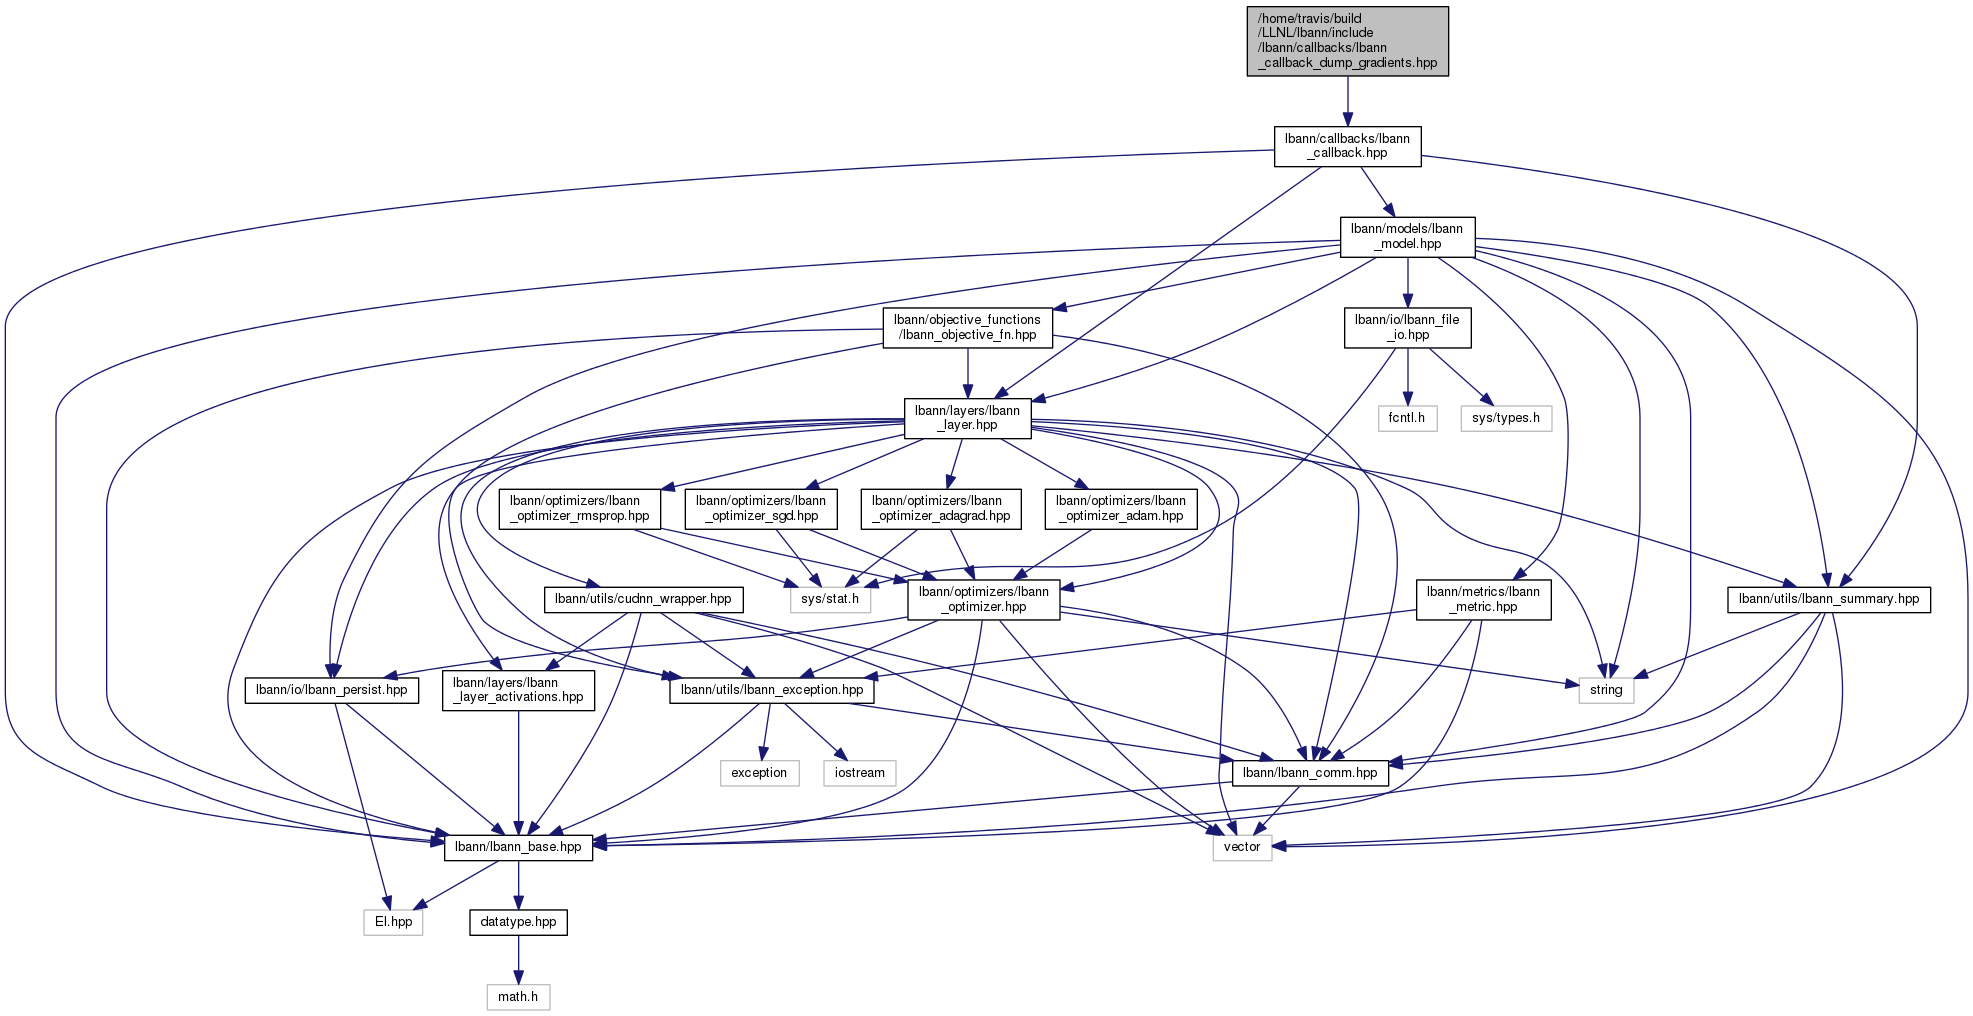 /home/travis/build
/LLNL/lbann/include
/lbann/callbacks/lbann
_callback_dump_gradients.hpp
lbann/callbacks/lbann
_callback.hpp
lbann/models/lbann
_model.hpp
lbann/objective_functions
/lbann_objective_fn.hpp
lbann/io/lbann_file
_io.hpp
lbann/layers/lbann
_layer.hpp
fcntl.h
sys/types.h
lbann/optimizers/lbann
_optimizer_rmsprop.hpp
lbann/optimizers/lbann
_optimizer_sgd.hpp
lbann/optimizers/lbann
_optimizer_adagrad.hpp
lbann/optimizers/lbann
_optimizer_adam.hpp
lbann/utils/cudnn_wrapper.hpp
sys/stat.h
lbann/optimizers/lbann
_optimizer.hpp
lbann/metrics/lbann
_metric.hpp
lbann/utils/lbann_summary.hpp
lbann/io/lbann_persist.hpp
lbann/layers/lbann
_layer_activations.hpp
lbann/utils/lbann_exception.hpp
string
exception
iostream
lbann/lbann_comm.hpp
lbann/lbann_base.hpp
vector
El.hpp
datatype.hpp
math.h